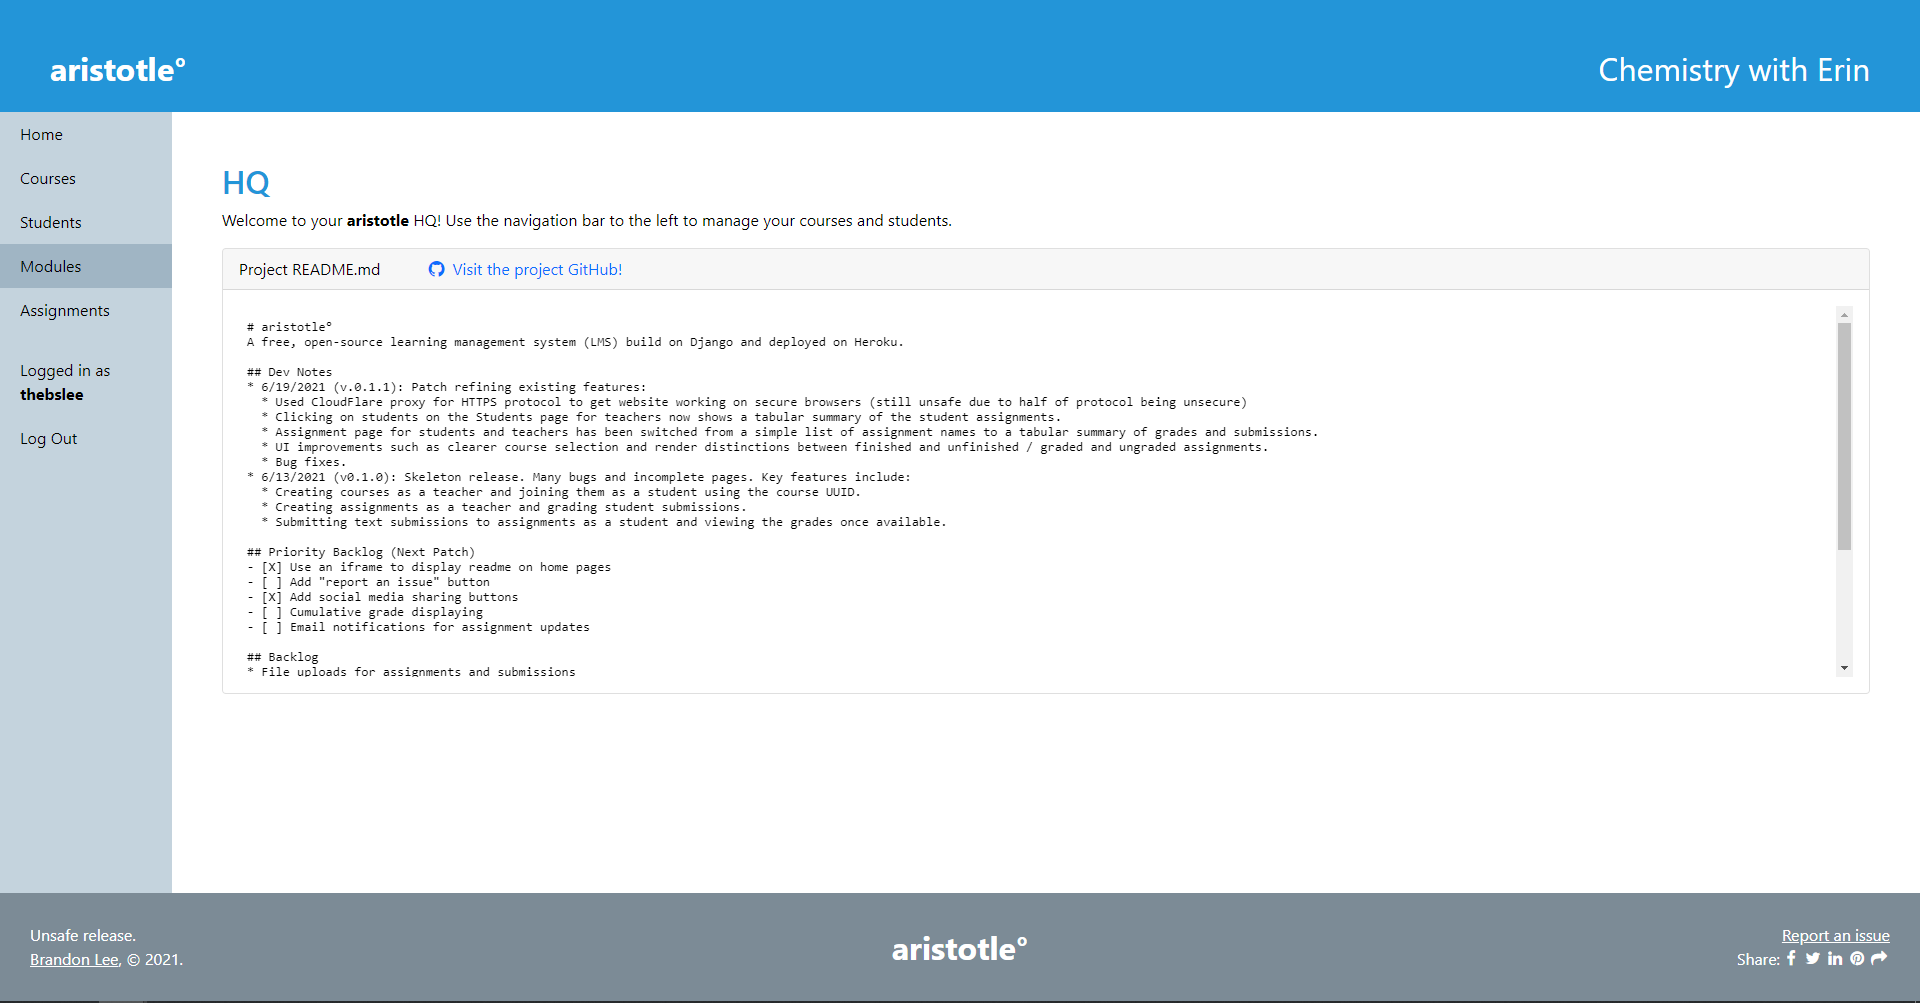 aristotle°
Chemistry with Erin
Home
Courses
Students
Modules
Assignments
Logged in as
thebslee
Log Out
HQ
Welcome to your aristotle HQ! Use the navigation bar to the left to manage your courses and students.
Project README.md
Visit the project GitHub!
# aristotle°
A free, open-source learning management system (LMS) build on Django and deployed on Heroku.
## Dev Notes
* 6/19/2021 (v.0.1.1): Patch refining existing features:
  * Used CloudFlare proxy for HTTPS protocol to get website working on secure browsers (still unsafe due to half of protocol being unsecure)
  * Clicking on students on the Students page for teachers now shows a tabular summary of the student assignments.
  * Assignment page for students and teachers has been switched from a simple list of assignment names to a tabular summary of grades and submissions.
  * UI improvements such as clearer course selection and render distinctions between finished and unfinished / graded and ungraded assignments.
  * Bug fixes.
* 6/13/2021 (v0.1.0): Skeleton release. Many bugs and incomplete pages. Key features include:
  * Creating courses as a teacher and joining them as a student using the course UUID.
  * Creating assignments as a teacher and grading student submissions.
  * Submitting text submissions to assignments as a student and viewing the grades once available.
## Priority Backlog (Next Patch)
- [X] Use an iframe to display readme on home pages
- [ ] Add "report an issue" button
- [X] Add social media sharing buttons
- [ ] Cumulative grade displaying
- [ ] Email notifications for assignment updates
## Backlog
* File uploads for assignments and submissions
Unsafe release.
Brandon Lee, © 2021.
aristotle°
Report an issue
Share: